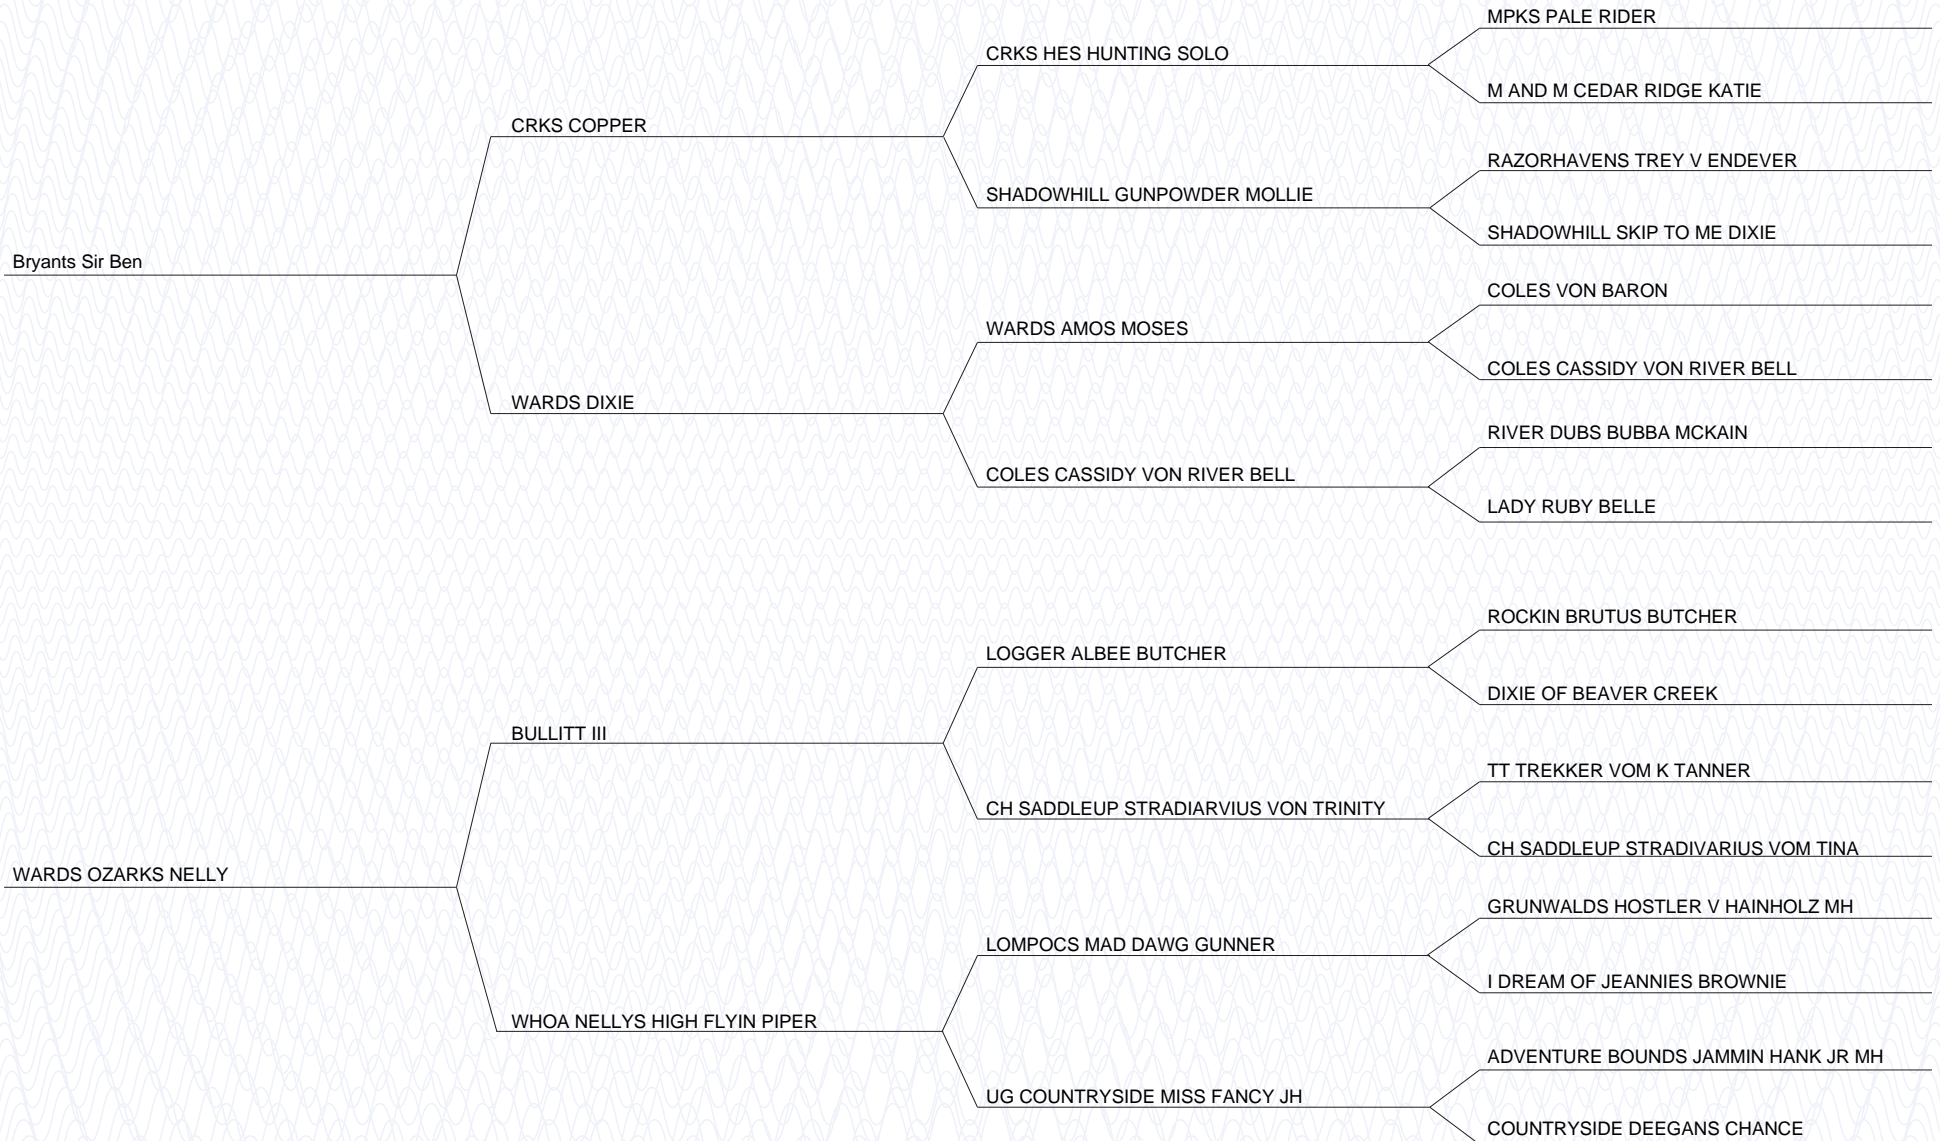 MPKS PALE RIDER
CRKS HES HUNTING SOLO
M AND M CEDAR RIDGE KATIE
CRKS COPPER
RAZORHAVENS TREY V ENDEVER
SHADOWHILL GUNPOWDER MOLLIE
SHADOWHILL SKIP TO ME DIXIE
Bryants Sir Ben
COLES VON BARON
WARDS AMOS MOSES
COLES CASSIDY VON RIVER BELL
WARDS DIXIE
RIVER DUBS BUBBA MCKAIN
COLES CASSIDY VON RIVER BELL
LADY RUBY BELLE
ROCKIN BRUTUS BUTCHER
LOGGER ALBEE BUTCHER
DIXIE OF BEAVER CREEK
BULLITT III
TT TREKKER VOM K TANNER
CH SADDLEUP STRADIARVIUS VON TRINITY
CH SADDLEUP STRADIVARIUS VOM TINA
WARDS OZARKS NELLY
GRUNWALDS HOSTLER V HAINHOLZ MH
LOMPOCS MAD DAWG GUNNER
I DREAM OF JEANNIES BROWNIE
WHOA NELLYS HIGH FLYIN PIPER
ADVENTURE BOUNDS JAMMIN HANK JR MH
UG COUNTRYSIDE MISS FANCY JH
COUNTRYSIDE DEEGANS CHANCE